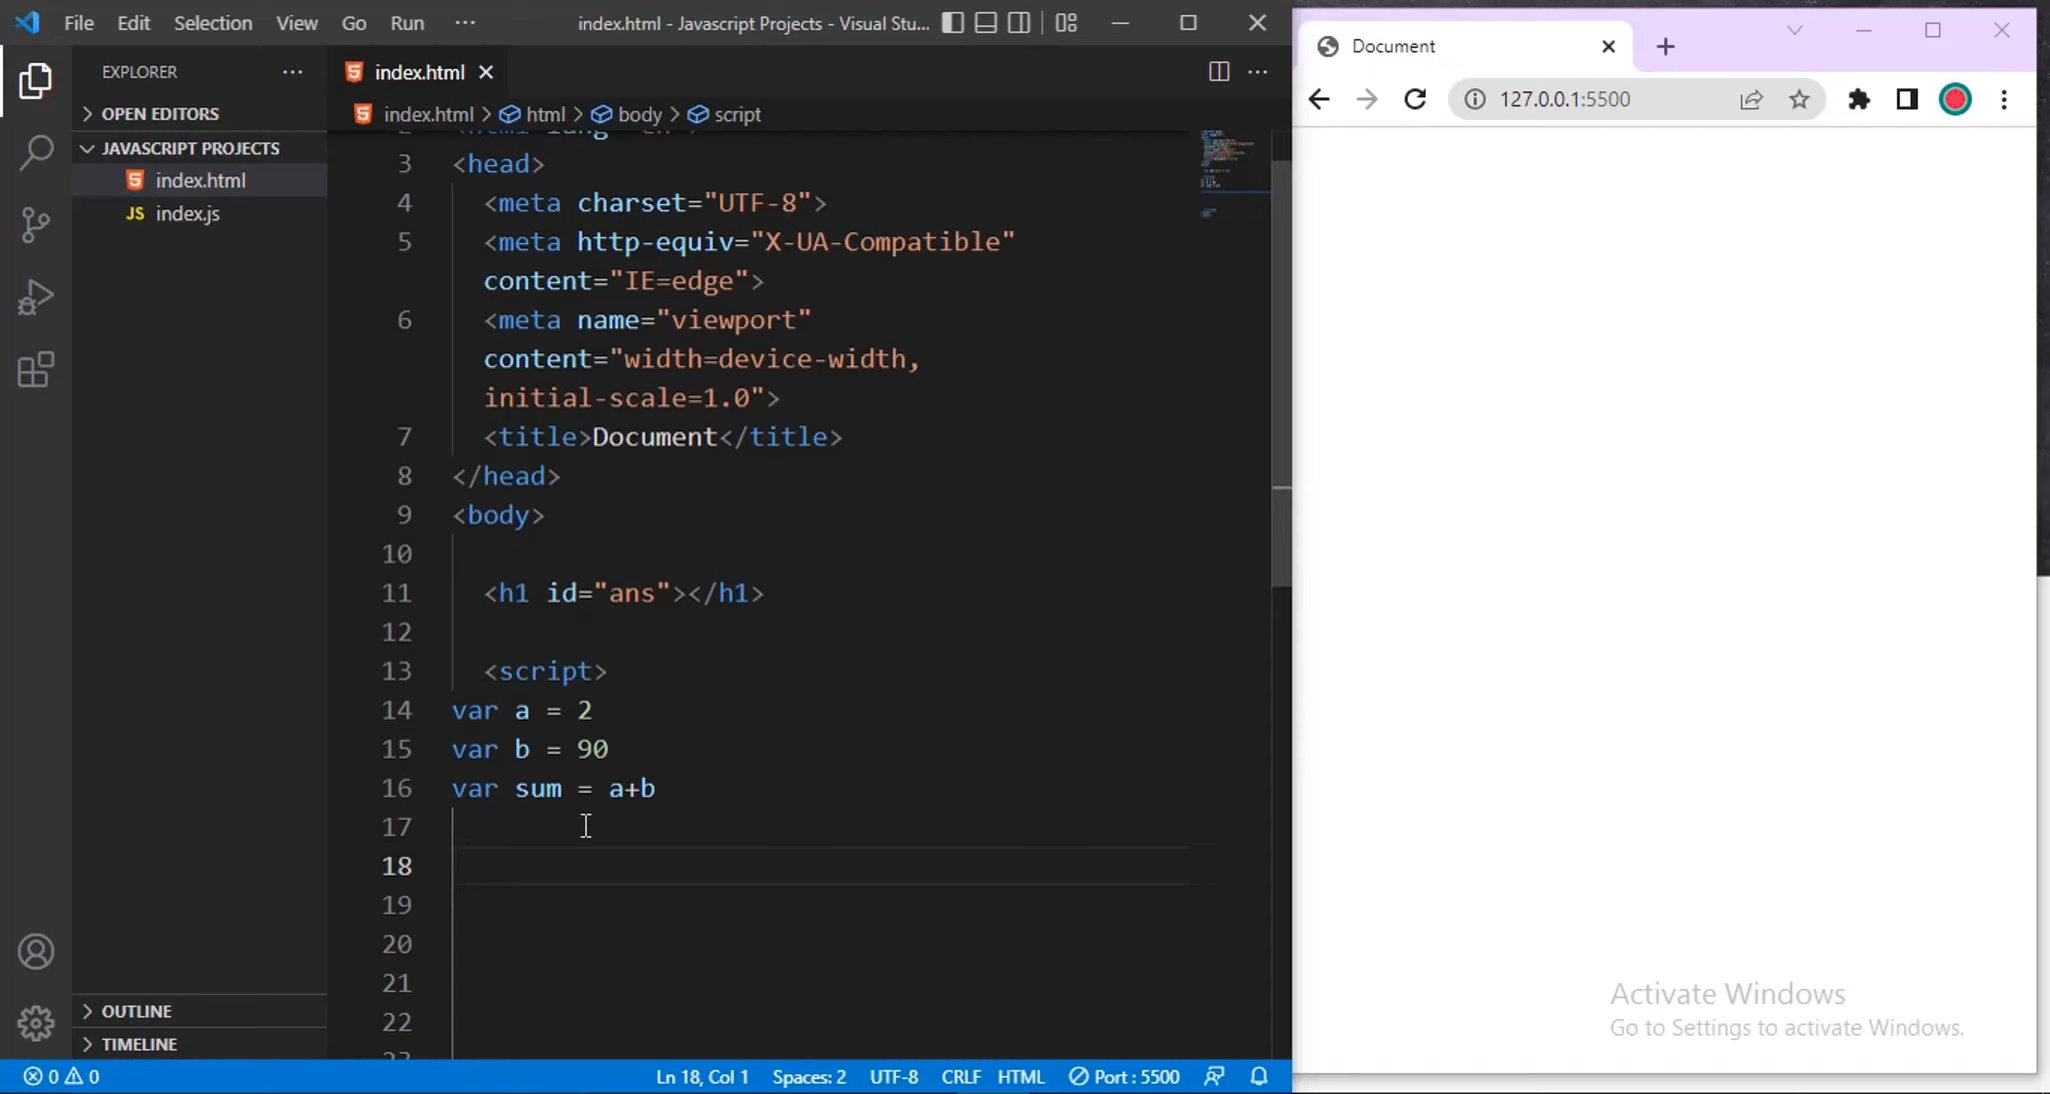 File Edit Selection View Go Run ··· index.html - Javascript Projects - Visual Stu...
EXPLORER ···
OPEN EDITORS
JAVASCRIPT PROJECTS
index.html
JS index.js
OUTLINE
TIMELINE
index.html
index.html > html > body > script
3 <head>
4 <meta charset="UTF-8">
5 <meta http-equiv="X-UA-Compatible"
content="IE=edge">
6 <meta name="viewport"
content="width=device-width,
initial-scale=1.0">
7 <title>Document</title>
8 </head>
9 <body>
10
11 <h1 id="ans"></h1>
12
13 <script>
14 var a = 2
15 var b = 90
16 var sum = a+b
17
18
19
20
21
22
0 0 Ln 18, Col 1 Spaces: 2 UTF-8 CRLF HTML Port : 5500
Document
127.0.0.1:5500
Activate Windows
Go to Settings to activate Windows.